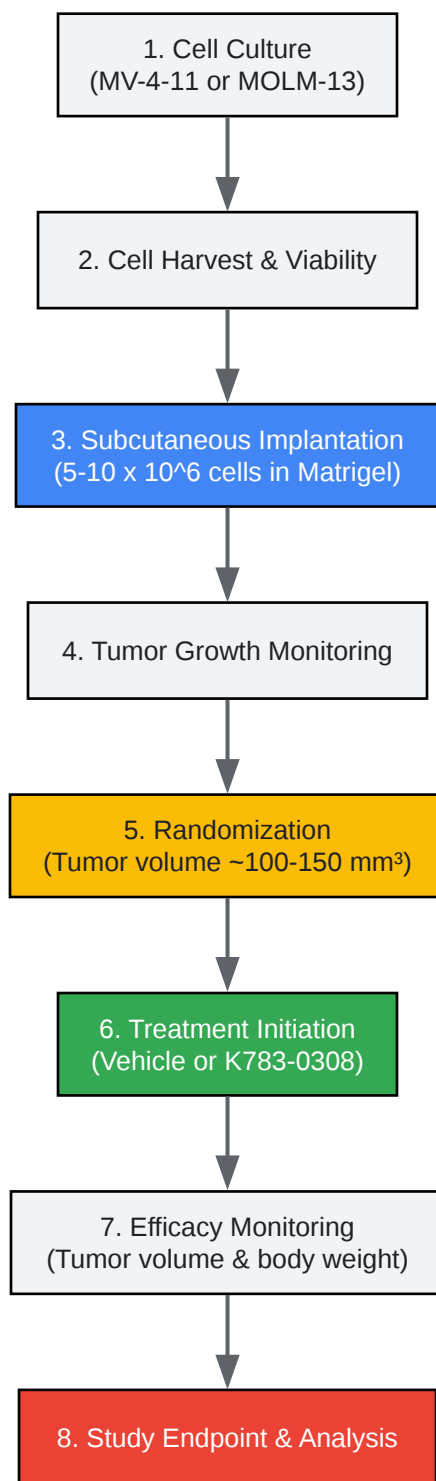 1. Cell Culture
(MV-4-11 or MOLM-13)
2. Cell Harvest & Viability
3. Subcutaneous Implantation
(5-10 x 10^6 cells in Matrigel)
4. Tumor Growth Monitoring
5. Randomization
(Tumor volume ~100-150 mm³)
6. Treatment Initiation
(Vehicle or K783-0308)
7. Efficacy Monitoring
(Tumor volume & body weight)
8. Study Endpoint & Analysis